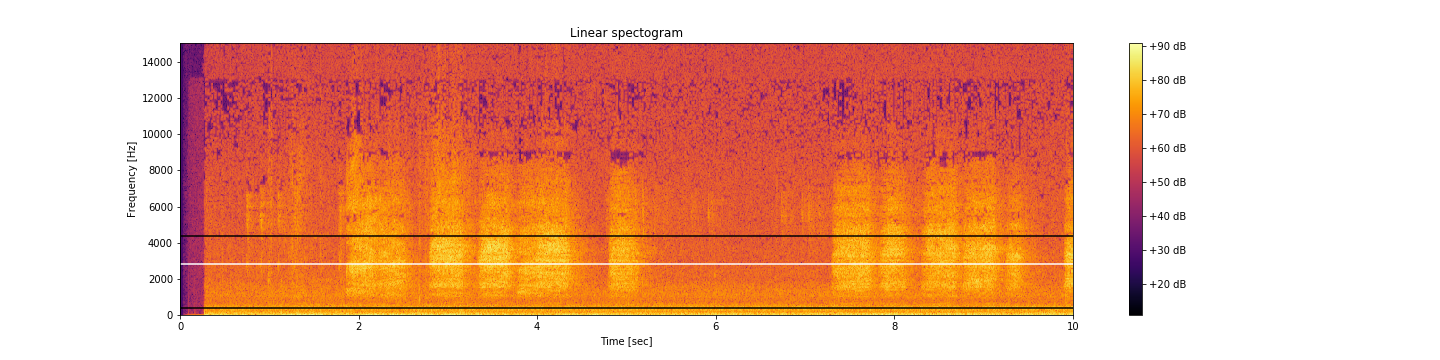 Linear spectogram
Frequency [Hz]
14000
12000
10000
8000
6000
4000
2000
0
0 2 4 6 8 10
Time [sec]
+90 dB
+80 dB
+70 dB
+60 dB
+50 dB
+40 dB
+30 dB
+20 dB